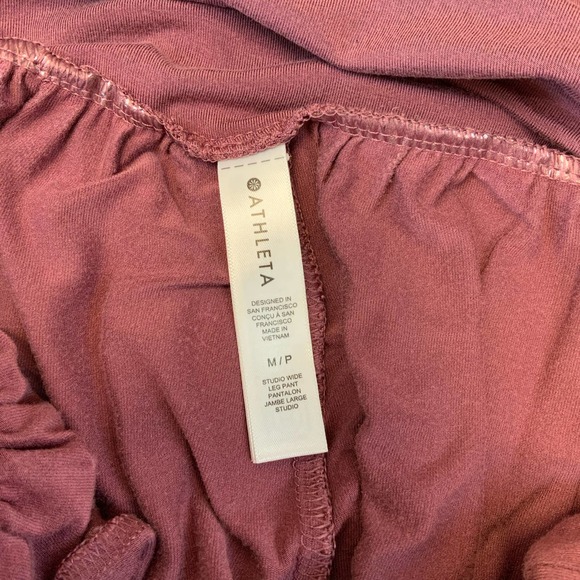 ATHLETA
DESIGNED IN
SAN FRANCISCO
CONÇU À SAN
FRANCISCO
MADE IN
VIETNAM
M/P
STUDIO WIDE
LEG PANT
PANTALON
JAMBE LARGE
STUDIO